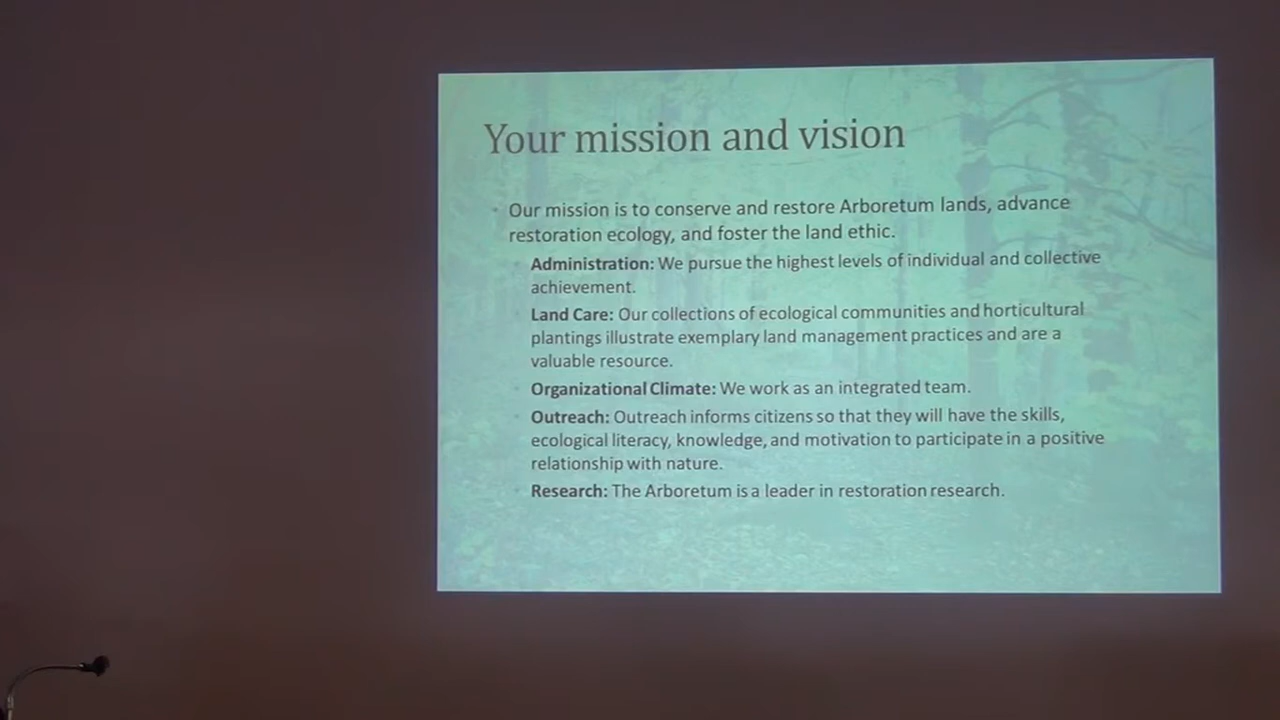 Your mission and vision
Our mission is to conserve and restore Arboretum lands, advance
restoration ecology, and foster the land ethic.
Administration: We pursue the highest levels of individual and collective
achievement.
Land Care: Our collections of ecological communities and horticultural
plantings illustrate exemplary land management practices and are a
valuable resource.
Organizational Climate: We work as an integrated team.
Outreach: Outreach informs citizens so that they will have the skills,
ecological literacy, knowledge, and motivation to participate in a positive
relationship with nature.
Research: The Arboretum is a leader in restoration research.